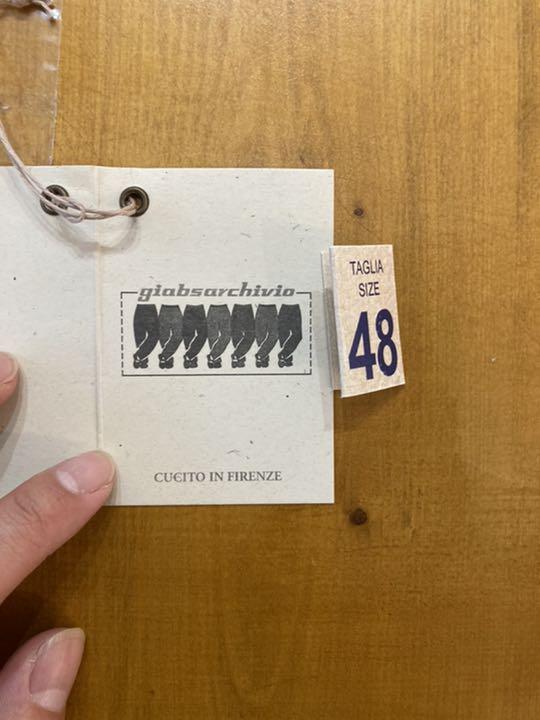 giabsarchivio
CUCITO IN FIRENZE
TAGLIA
SIZE
48